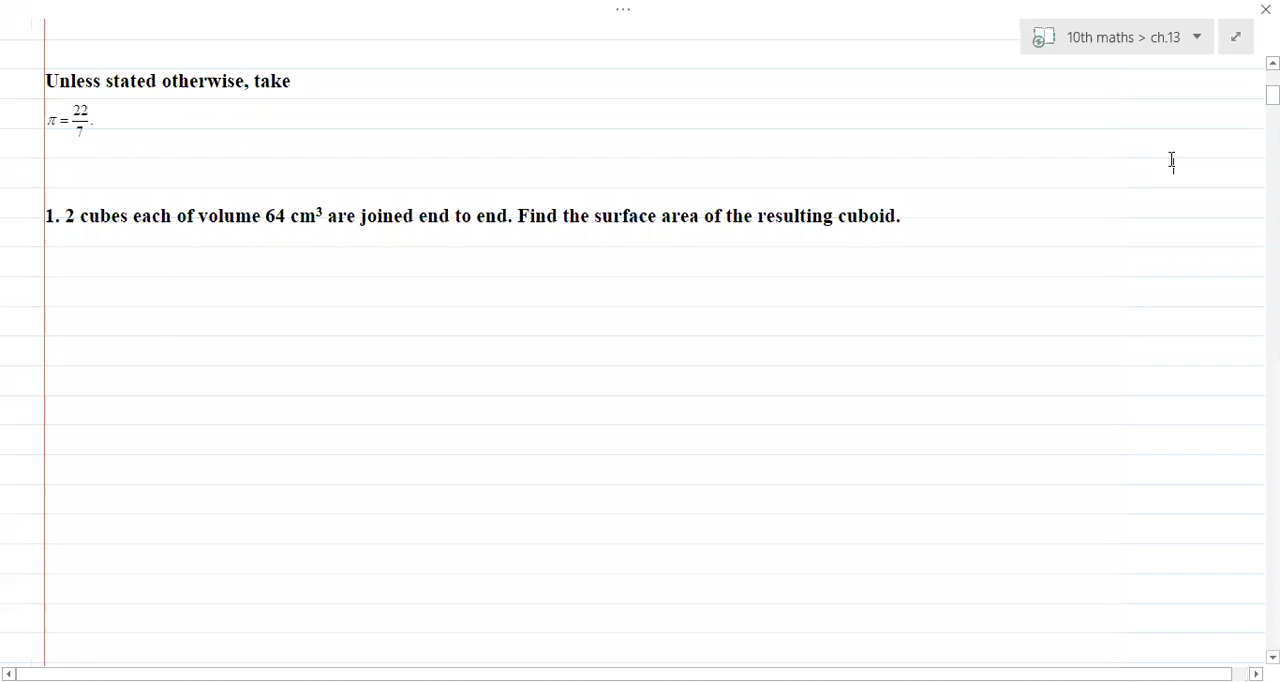 ...
10th maths > ch.13
Unless stated otherwise, take
π = 22/7.
1. 2 cubes each of volume 64 cm³ are joined end to end. Find the surface area of the resulting cuboid.